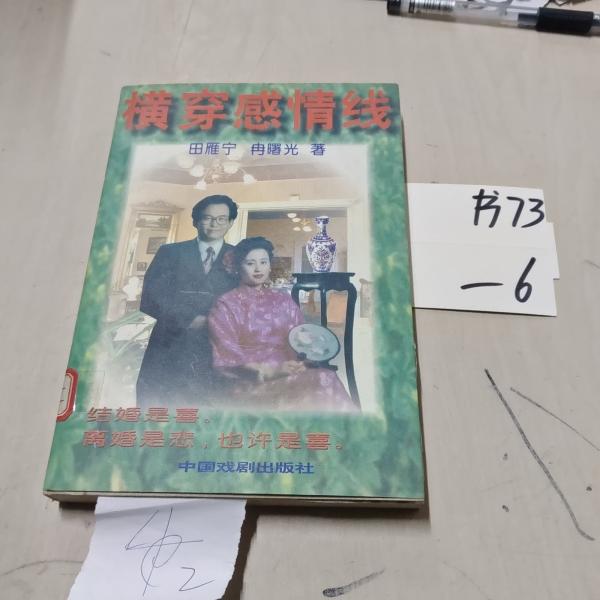 横穿感情线
田雁宁 冉曙光 著
结婚是喜。
离婚是悲，也许是喜。
中国戏剧出版社
书73
—6